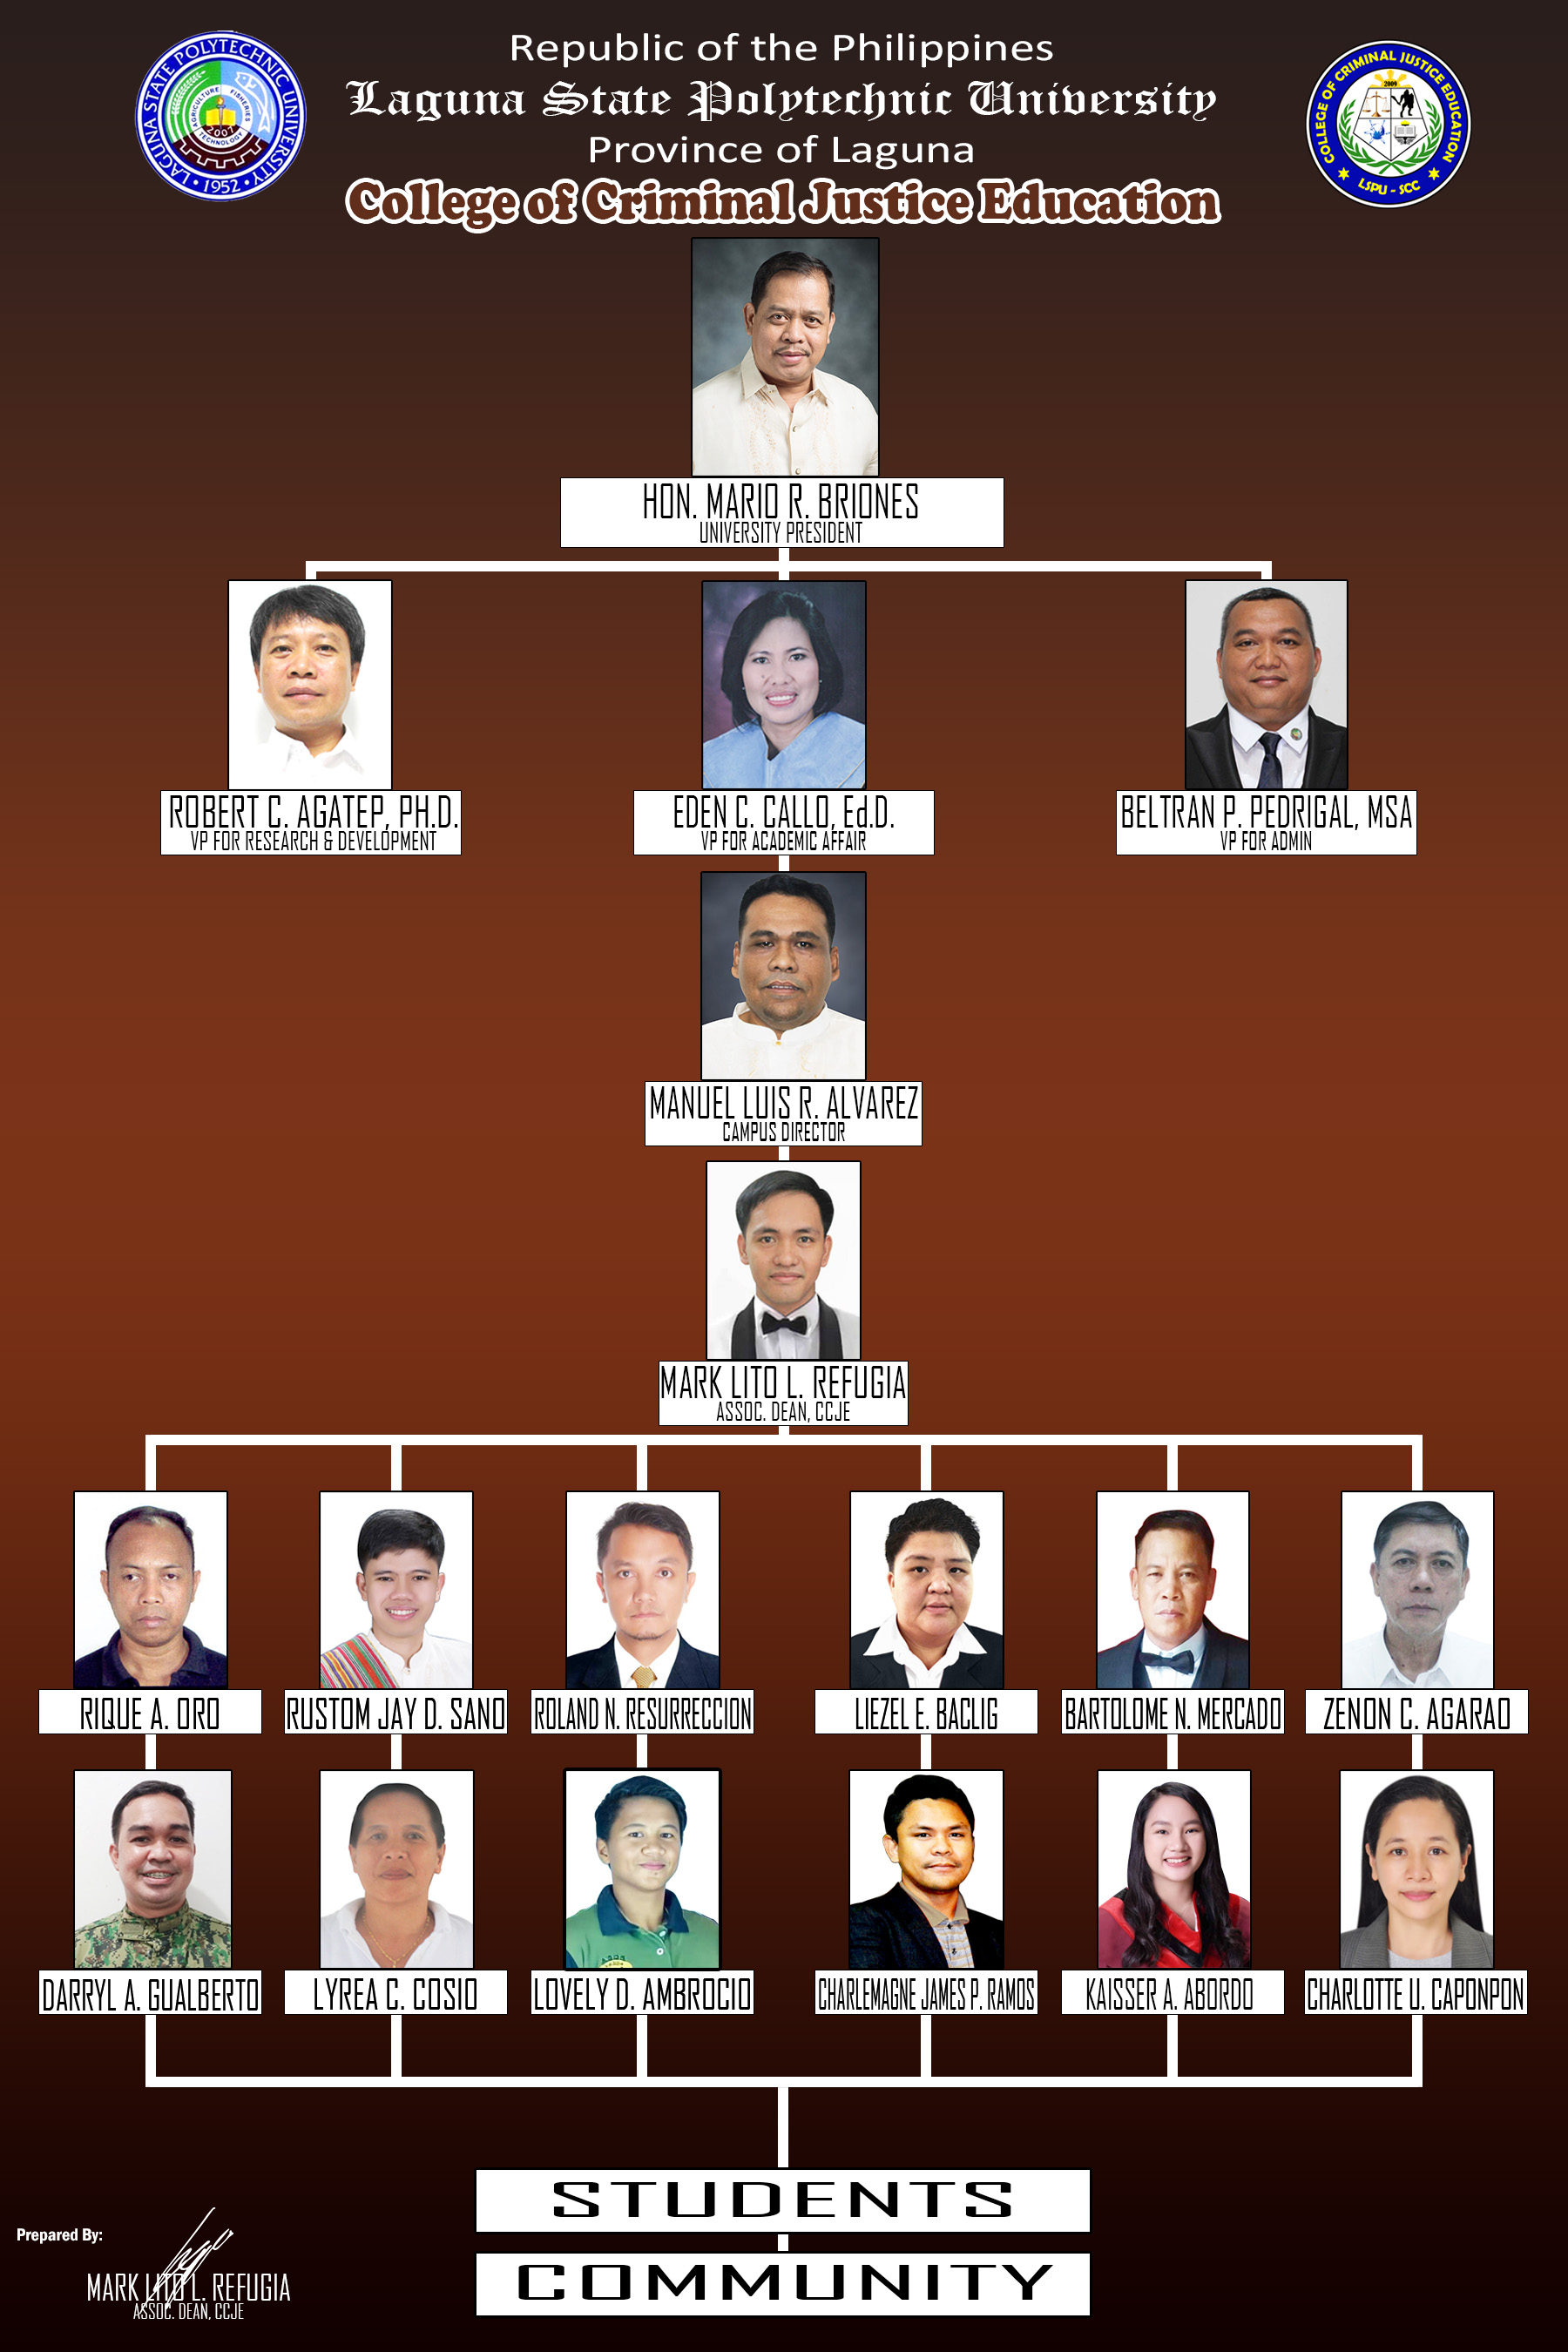 Republic of the Philippines
Laguna State Polytechnic University
Province of Laguna
College of Criminal Justice Education
LAGUNA STATE POLYTECHNIC UNIVERSITY
• 1952 •
AGRICULTURE
FISHERIES
TECHNOLOGY
2007
COLLEGE OF CRIMINAL JUSTICE EDUCATION
2009
LSPU - SCC
HON. MARIO R. BRIONES
UNIVERSITY PRESIDENT
ROBERT C. AGATEP, PH.D.
VP FOR RESEARCH & DEVELOPMENT
EDEN C. CALLO, Ed.D.
VP FOR ACADEMIC AFFAIR
BELTRAN P. PEDRIGAL, MSA
VP FOR ADMIN
MANUEL LUIS R. ALVAREZ
CAMPUS DIRECTOR
MARK LITO L. REFUGIA
ASSOC. DEAN, CCJE
RIQUE A. ORO
RUSTOM JAY D. SANO
ROLAND N. RESURRECCION
LIEZEL E. BACLIG
BARTOLOME N. MERCADO
ZENON C. AGARAO
DARRYL A. GUALBERTO
LYREA C. COSIO
LOVELY D. AMBROCIO
CHARLEMAGNE JAMES P. RAMOS
KAISSER A. ABORDO
CHARLOTTE U. CAPONPON
STUDENTS
COMMUNITY
Prepared By:
MARK LITO L. REFUGIA
ASSOC. DEAN, CCJE